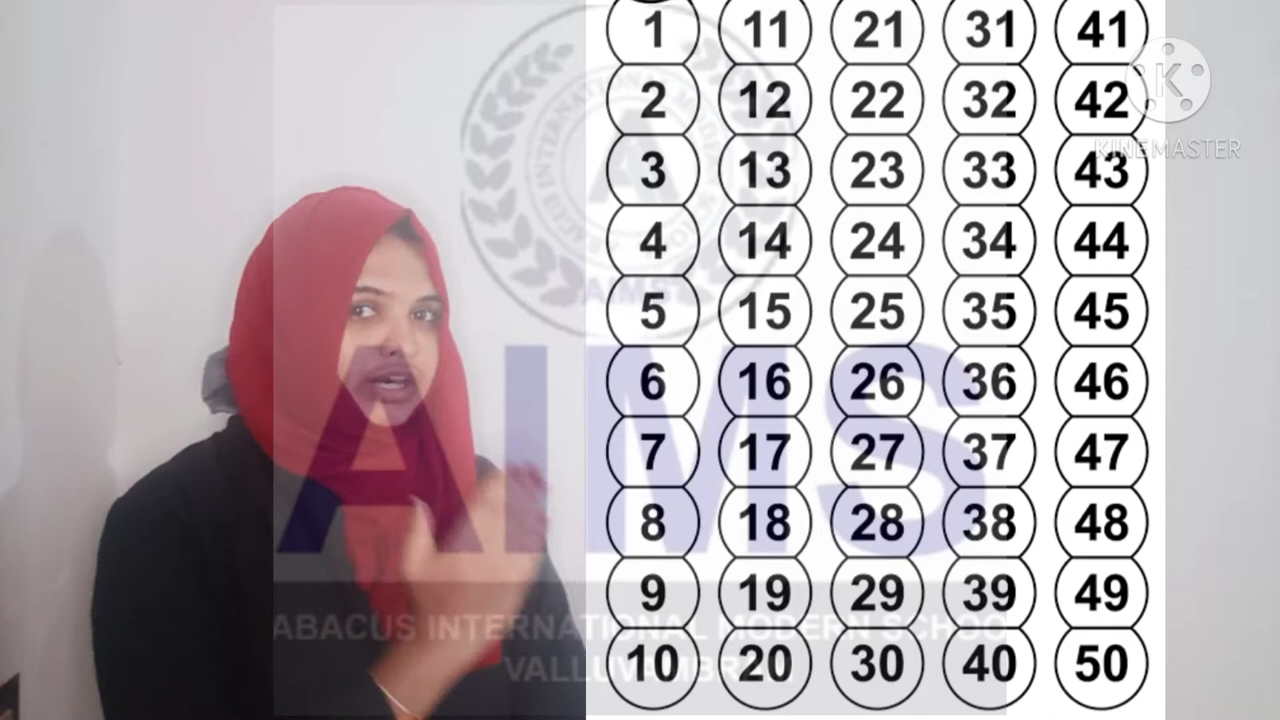 1 11 21 31 41
2 12 22 32 42
3 13 23 33 43
4 14 24 34 44
5 15 25 35 45
6 16 26 36 46
7 17 27 37 47
8 18 28 38 48
9 19 29 39 49
10 20 30 40 50
KINEMASTER
AIMS
ABACUS INTERNATIONAL MODERN SCHOO